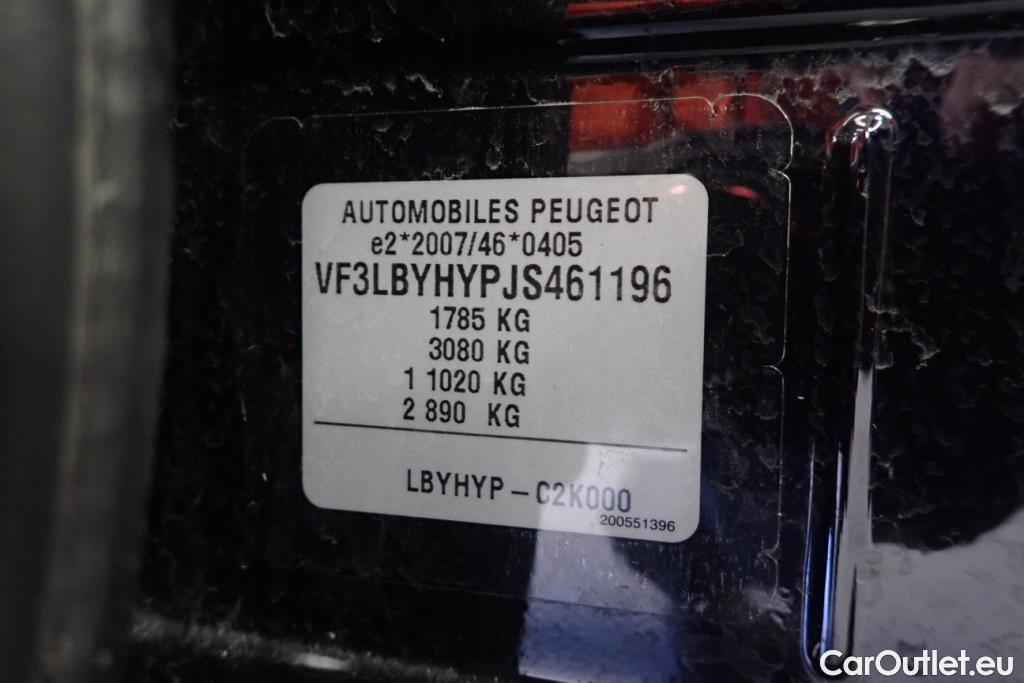 AUTOMOBILES PEUGEOT
e2*2007/46*0405
VF3LBYHYPJS461196
1785 KG
3080 KG
1 1020 KG
2 890 KG
LBYHYP - C2K000
200551396
CarOutlet.eu